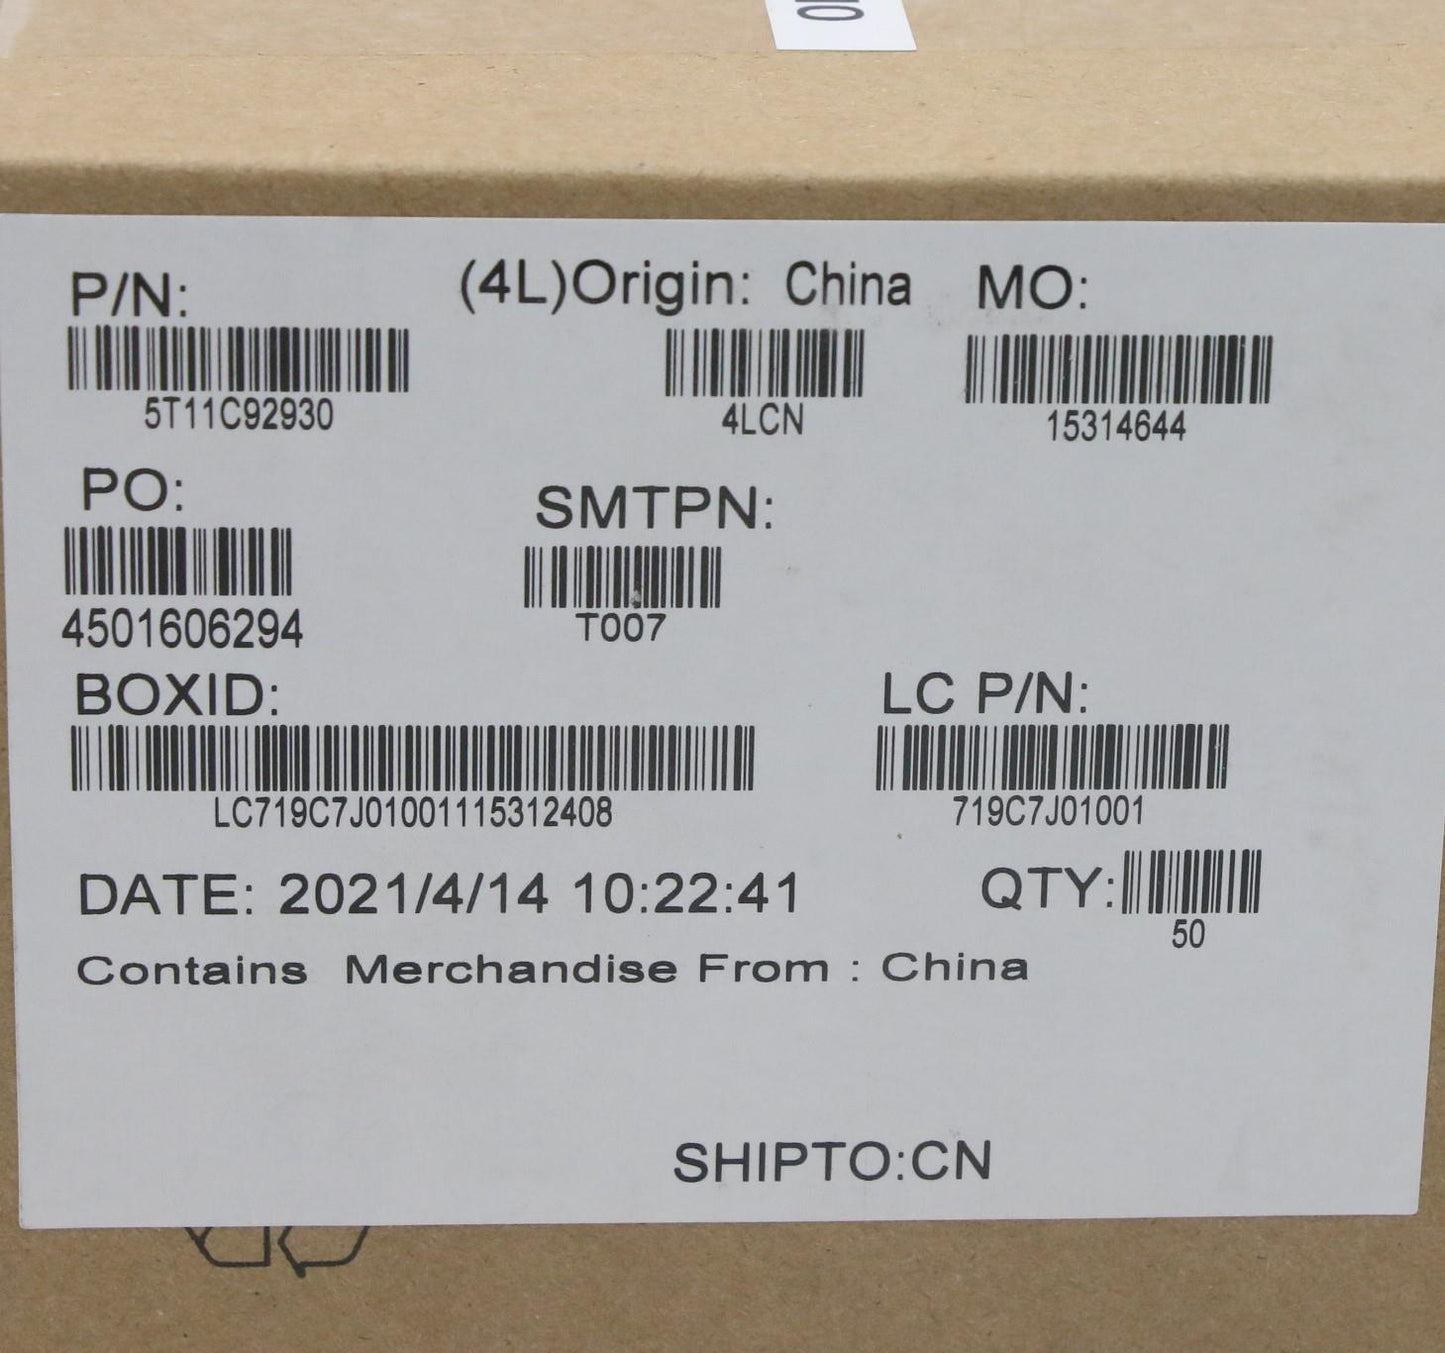 P/N: (4L)Origin: China MO:
5T11C92930 4LCN 15314644
PO: SMTPN:
4501606294 T007
BOXID: LC P/N:
LC719C7J01001115312408 719C7J01001
DATE: 2021/4/14 10:22:41 QTY:
50
Contains Merchandise From : China
SHIPTO:CN